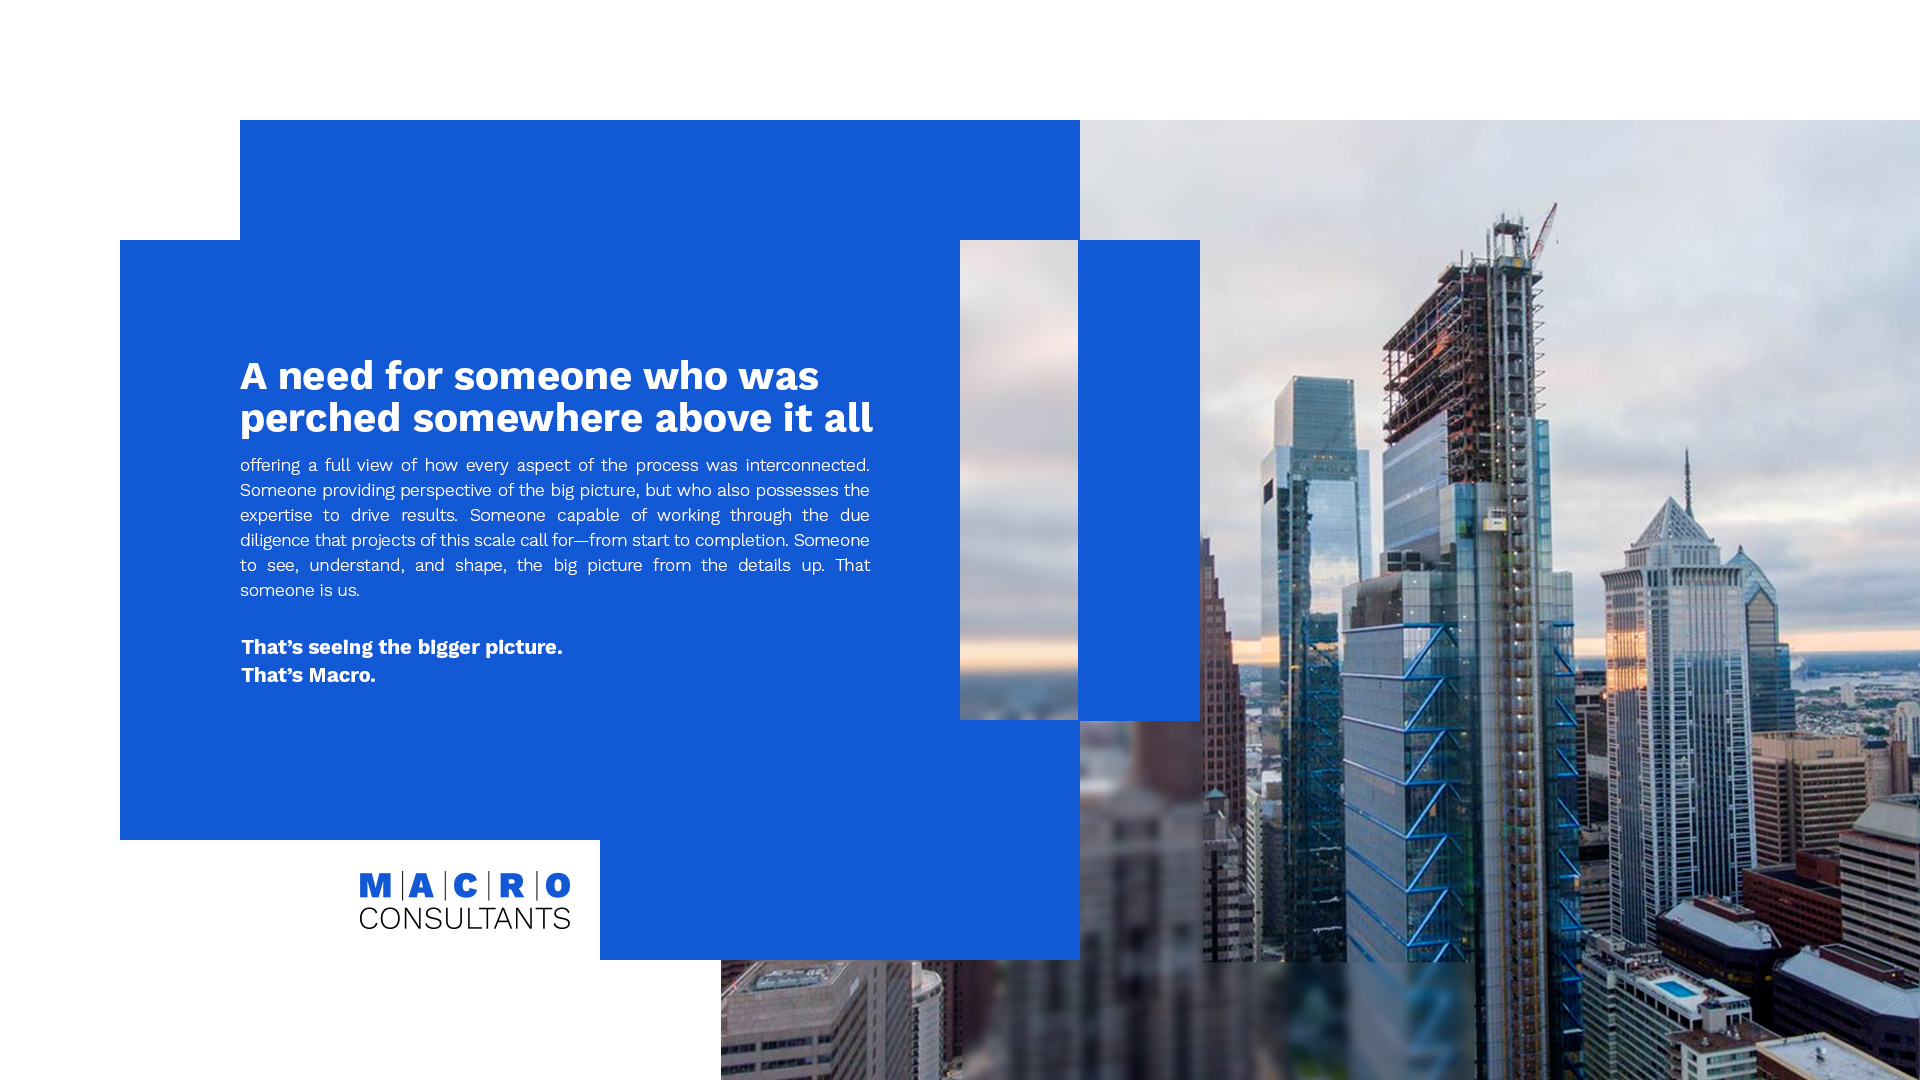 A need for someone who was
perched somewhere above it all
offering a full view of how every aspect of the process was interconnected.
Someone providing perspective of the big picture, but who also possesses the
expertise to drive results. Someone capable of working through the due
diligence that projects of this scale call for—from start to completion. Someone
to see, understand, and shape, the big picture from the details up. That
someone is us.
That’s seeing the bigger picture.
That’s Macro.
M|A|C|R|O
CONSULTANTS